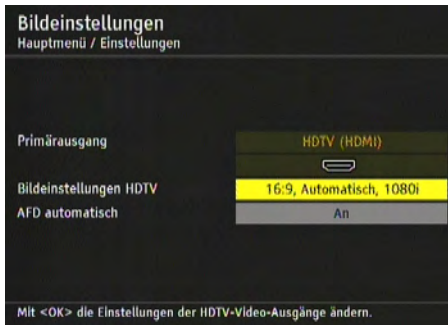 Bildeinstellungen
Hauptmenü / Einstellungen
Primärausgang HDTV (HDMI)
Bildeinstellungen HDTV 16:9, Automatisch, 1080i
AFD automatisch An
Mit <OK> die Einstellungen der HDTV-Video-Ausgänge ändern.